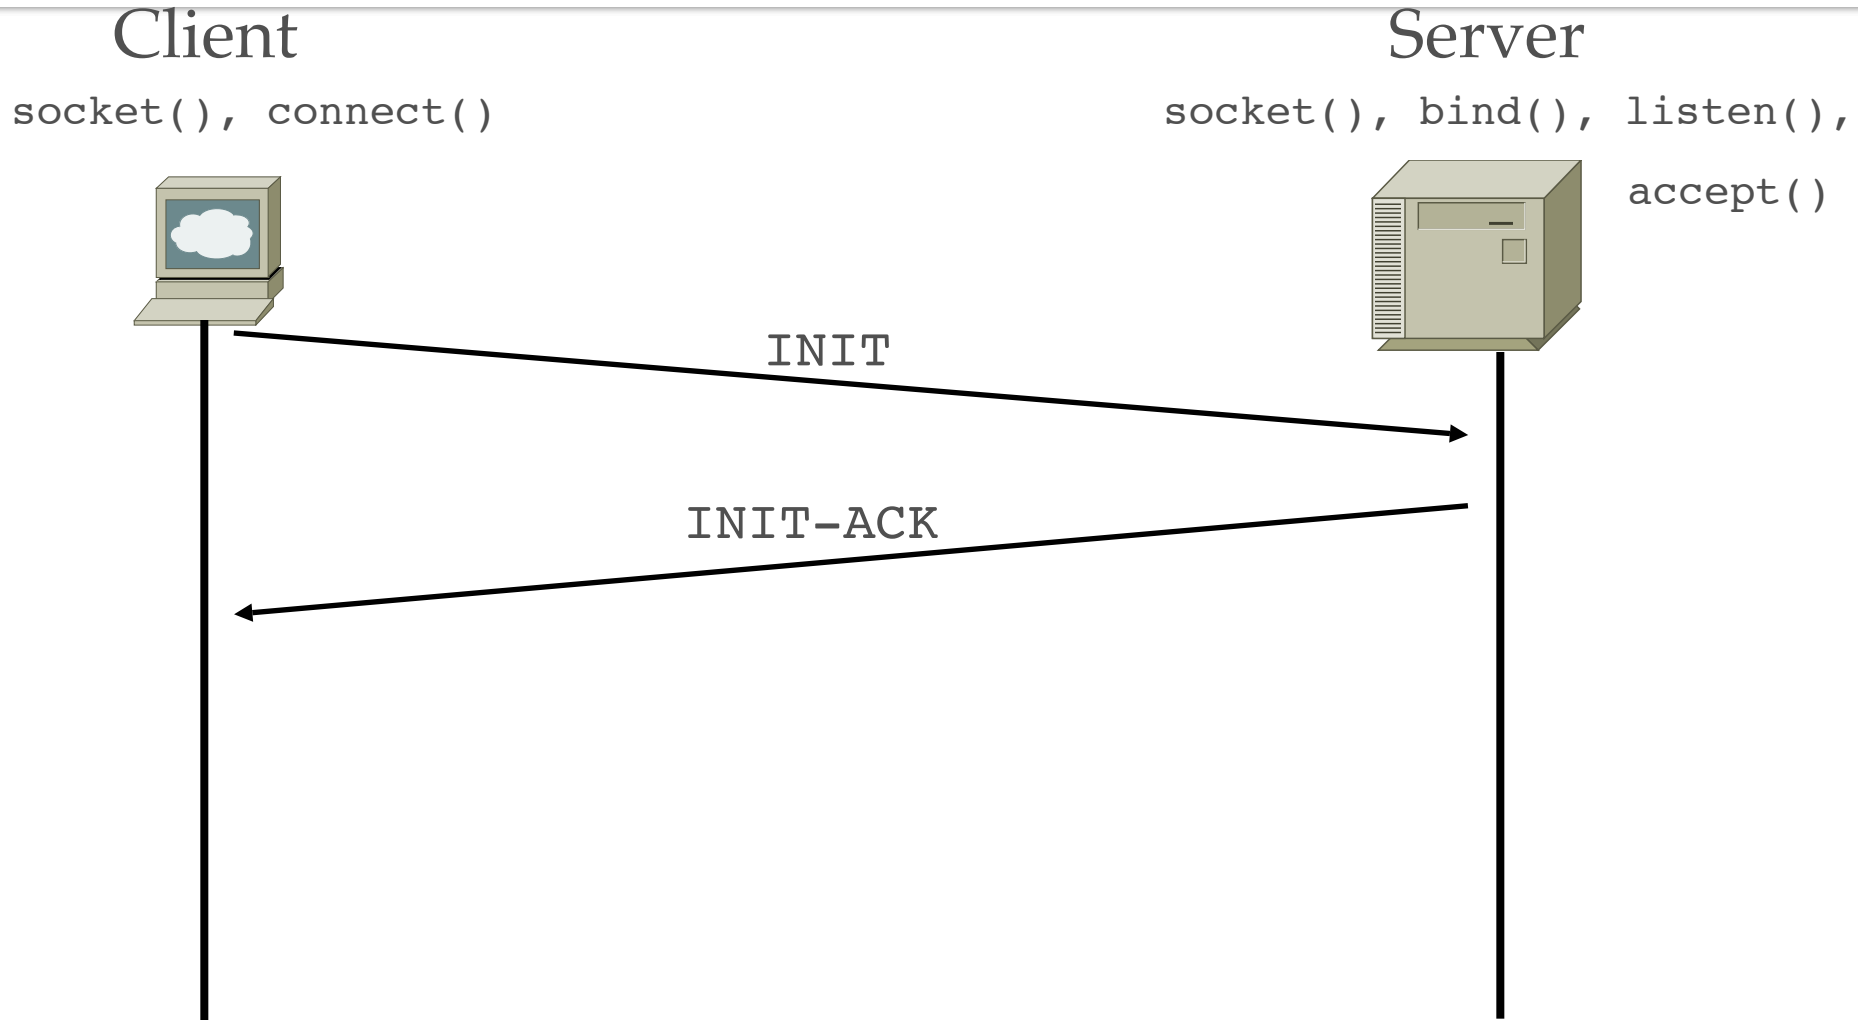 Client
Server
socket(), connect()
socket(), bind(), listen(),
accept()
INIT
INIT-ACK